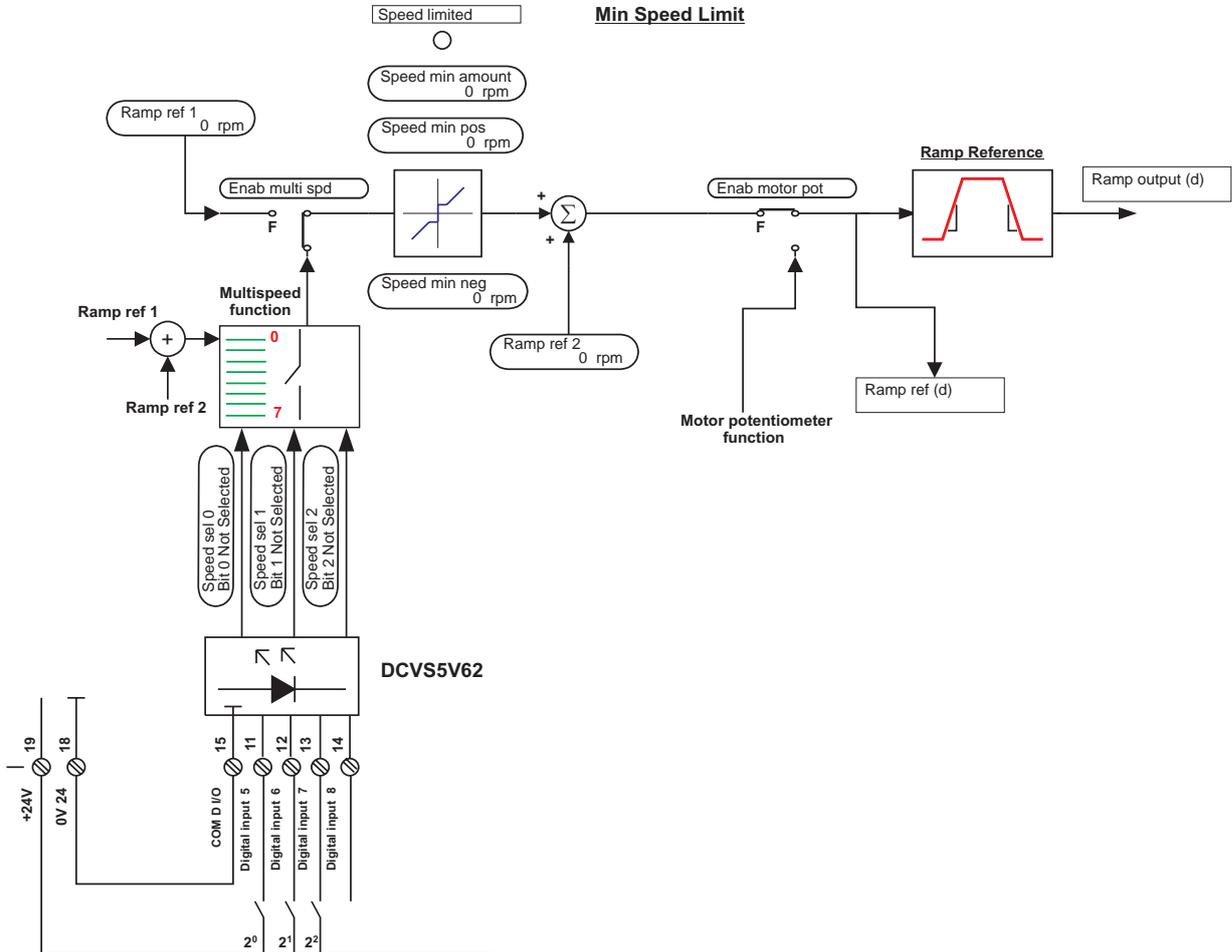 Speed limited
Min Speed Limit
Speed min amount
0 rpm
Ramp ref 1
0 rpm
Speed min pos
0 rpm
Ramp Reference
Enab multi spd
Enab motor pot
Ramp output (d)
+
F
Σ
+
F
Speed min neg
0 rpm
Multispeed
function
Ramp ref 1
+
0
7
Ramp ref 2
Ramp ref 2
0 rpm
Ramp ref (d)
Motor potentiometer
function
Speed sel 0
Bit 0 Not Selected
Speed sel 1
Bit 1 Not Selected
Speed sel 2
Bit 2 Not Selected
DCVS5V62
19
18
15
11
12
13
14
+24V
0V 24
COM D I/O
Digital input 5
Digital input 6
Digital input 7
Digital input 8
2⁰
2¹
2²